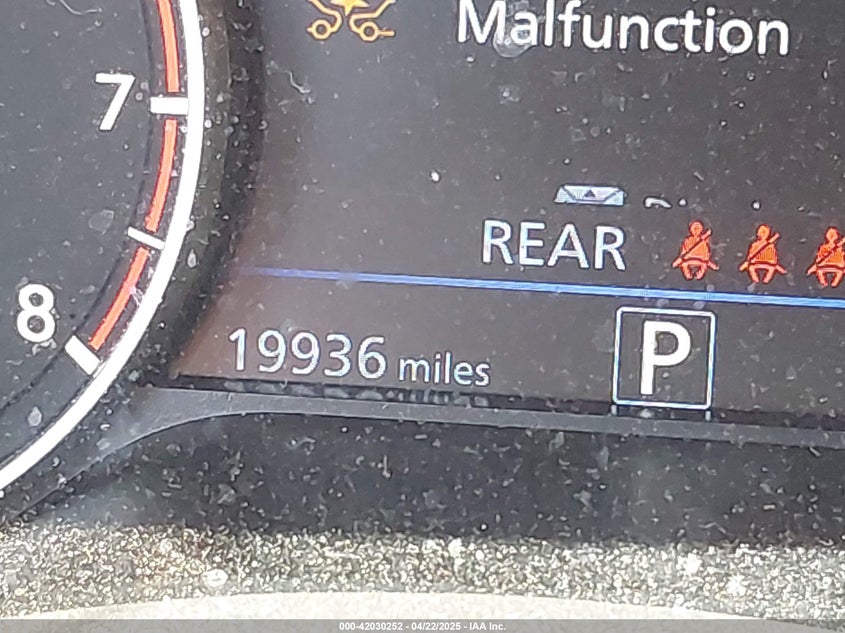 Malfunction
7
REAR
8
19936 miles
P
000-42030252 - 04/22/2025 - IAA Inc.